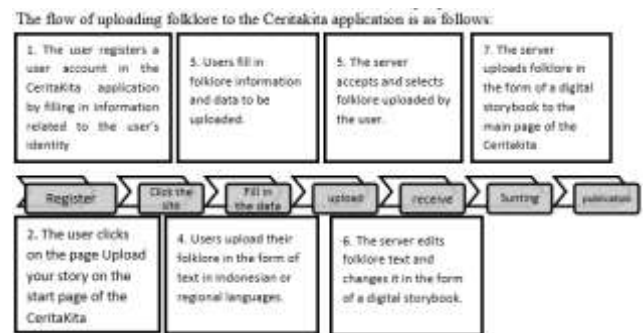 The flow of uploading folklore to the Ceritakita application is as follows:
1. The user registers a
user account in the
CeritaKita application
by filling in information
related to the user's
identity
5. Users fill in
folklore information
and data to be
uploaded.
5. The server
accepts and selects
folklore uploaded by
the user.
7. The server
uploads folklore in
the form of a digital
storybook to the
main page of the
Ceritakita
Register
Click the
site
Fill in
the data
upload
receive
Sunting
publication
2. The user clicks
on the page Upload
your story on the
start page of the
CeritaKita
4. Users upload their
folklore in the form of
text in Indonesian or
regional languages.
6. The server edits
folklore text and
changes it in the form
of a digital storybook.